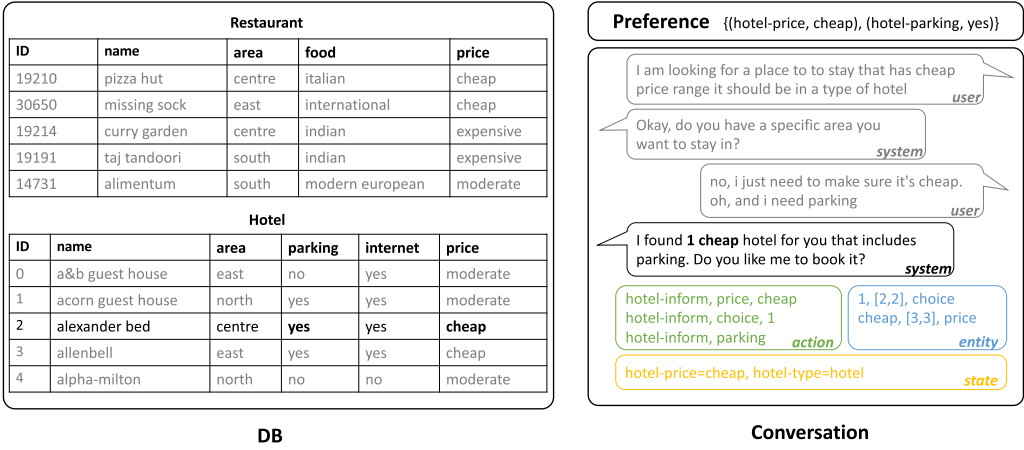 Restaurant
ID name area food price
19210 pizza hut centre italian cheap
30650 missing sock east international cheap
19214 curry garden centre indian expensive
19191 taj tandoori south indian expensive
14731 alimentum south modern european moderate
Hotel
ID name area parking internet price
0 a&b guest house east no yes moderate
1 acorn guest house north yes yes moderate
2 alexander bed centre yes yes cheap
3 allenbell east yes yes cheap
4 alpha-milton north no no moderate
DB
Preference {(hotel-price, cheap), (hotel-parking, yes)}
I am looking for a place to to stay that has cheap
price range it should be in a type of hotel
user
Okay, do you have a specific area you
want to stay in?
system
no, i just need to make sure it's cheap.
oh, and i need parking
user
I found 1 cheap hotel for you that includes
parking. Do you like me to book it?
system
hotel-inform, price, cheap
hotel-inform, choice, 1
hotel-inform, parking
action
1, [2,2], choice
cheap, [3,3], price
entity
hotel-price=cheap, hotel-type=hotel
state
Conversation